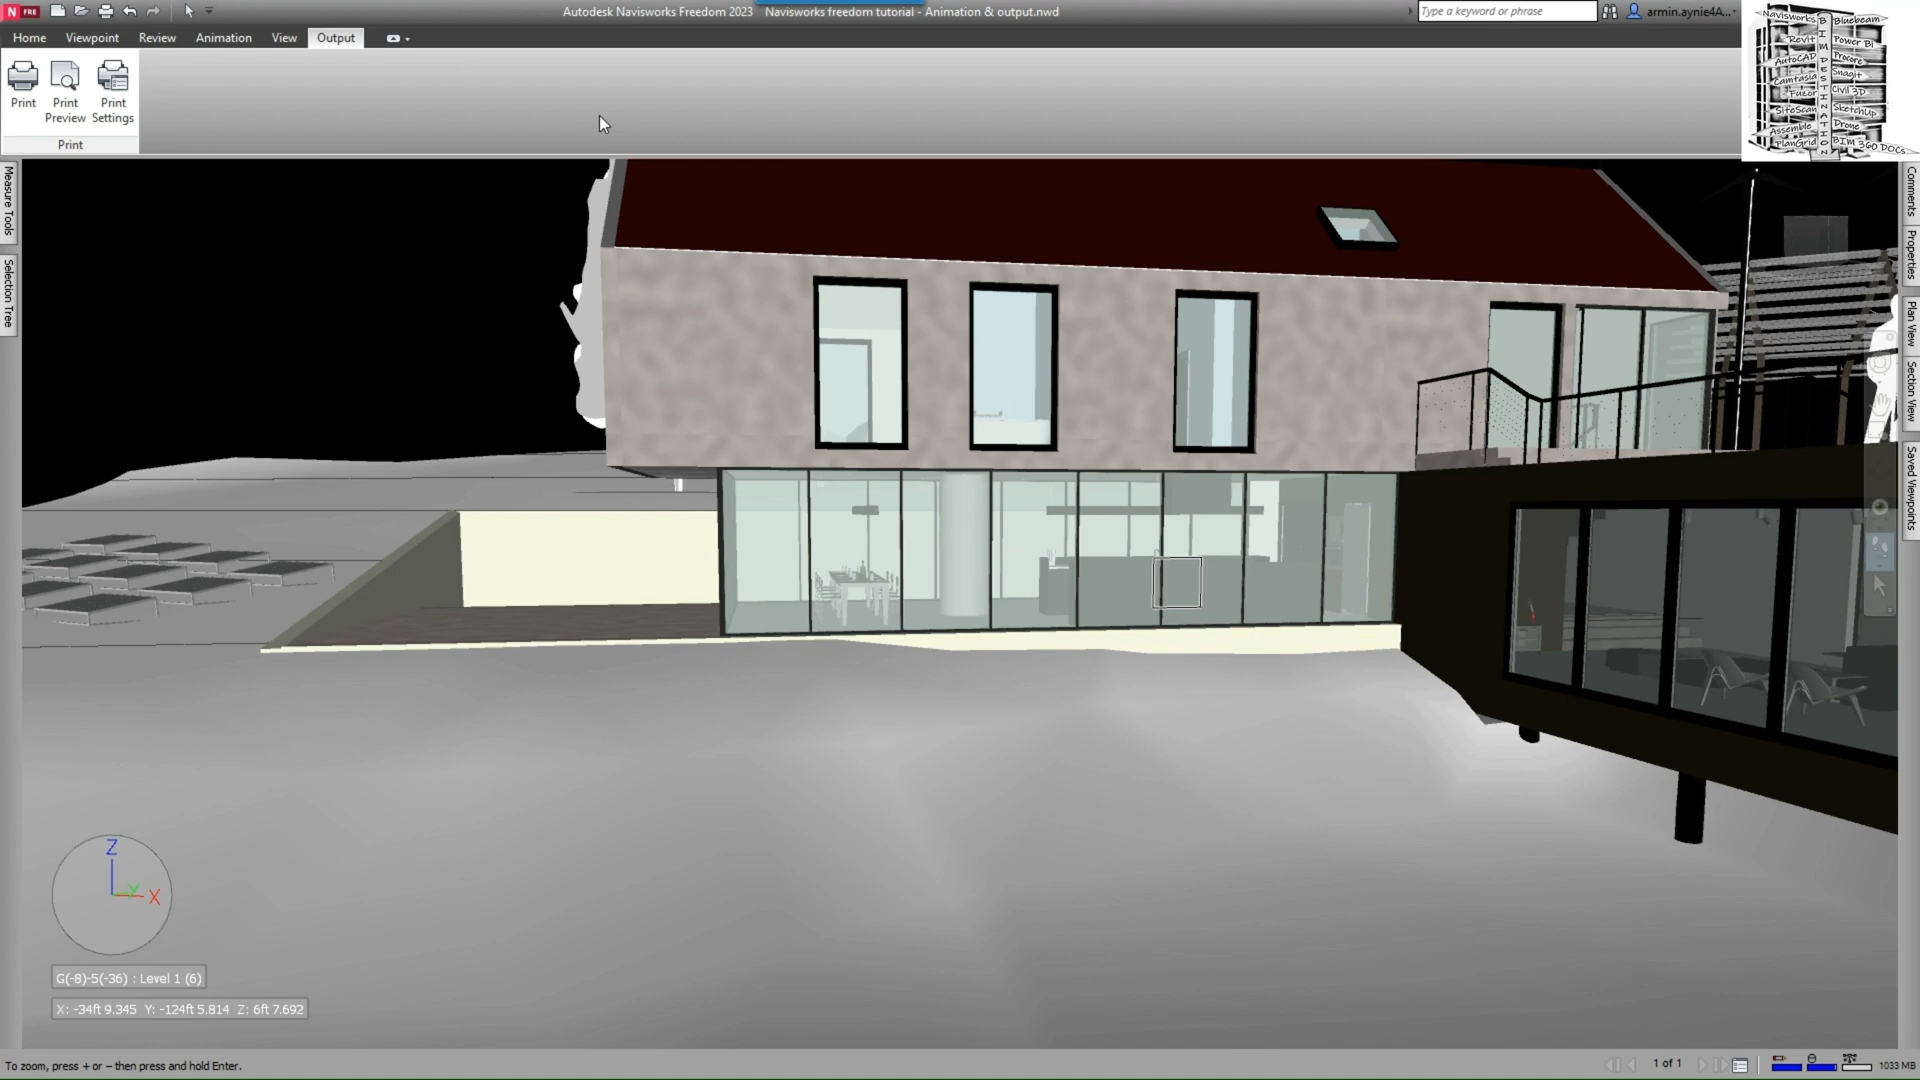 N FRE
Autodesk Navisworks Freedom 2023 Navisworks freedom tutorial - Animation & output.nwd
Type a keyword or phrase
armin.aynie4A...
Home Viewpoint Review Animation View Output
Print
Print Preview
Print Settings
Print
Navisworks
Revit
AutoCAD
Camtasia
Fuzor
SiteScan
Assemble
PlanGrid
BIM DESTINATION
Bluebeam
Power Bi
Procore
Snagit
Civil 3D
SketchUp
Drone
BIM 360 DOCs
Measure Tools
Selection Tree
Comments
Properties
Plan View
Section View
Saved Viewpoints
Z
Y
X
G(-8)-5(-36) : Level 1 (6)
X: -34ft 9.345 Y: -124ft 5.814 Z: 6ft 7.692
To zoom, press + or – then press and hold Enter.
1 of 1
1033 MB